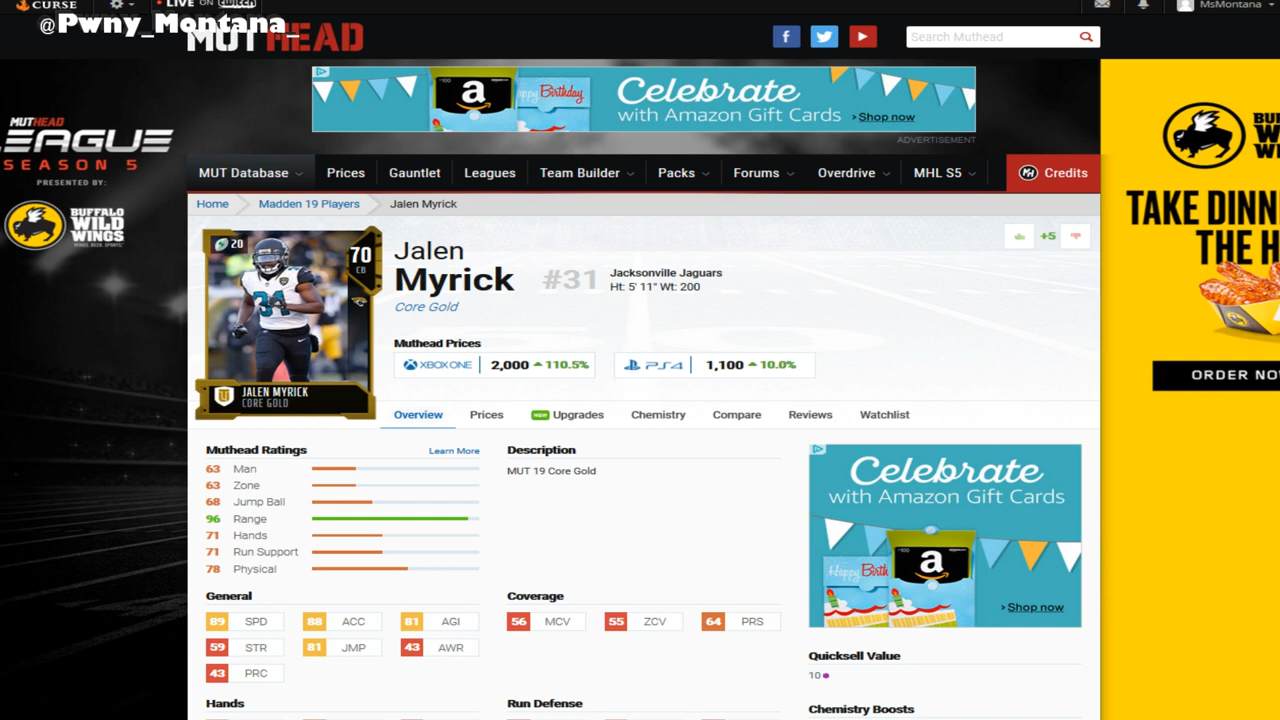 CURSE
LIVE ON twitch
MsMontana
@Pwny_Montana_
MUTHEAD
Search Muthead
Happy Birthday
Celebrate
with Amazon Gift Cards
Shop now
ADVERTISEMENT
MUTHEAD
LEAGUE
SEASON 5
PRESENTED BY:
BUFFALO
WILD
WINGS
WINGS. BEER. SPORTS.
MUT Database
Prices
Gauntlet
Leagues
Team Builder
Packs
Forums
Overdrive
MHL S5
Credits
Home
Madden 19 Players
Jalen Myrick
+5
20
70
CB
JALEN MYRICK
CORE GOLD
Jalen
Myrick
#31
Jacksonville Jaguars
Ht: 5' 11" Wt: 200
Core Gold
Muthead Prices
XBOX ONE
2,000
110.5%
PS4
1,100
10.0%
Overview
Prices
NEW Upgrades
Chemistry
Compare
Reviews
Watchlist
Muthead Ratings
Learn More
63 Man
63 Zone
68 Jump Ball
96 Range
71 Hands
71 Run Support
78 Physical
Description
MUT 19 Core Gold
General
89 SPD
88 ACC
81 AGI
59 STR
81 JMP
43 AWR
43 PRC
Coverage
56 MCV
55 ZCV
64 PRS
Hands
Run Defense
Celebrate
with Amazon Gift Cards
Happy Birth
Shop now
Quicksell Value
10
Chemistry Boosts
TAKE DINN
THE H
ORDER NO